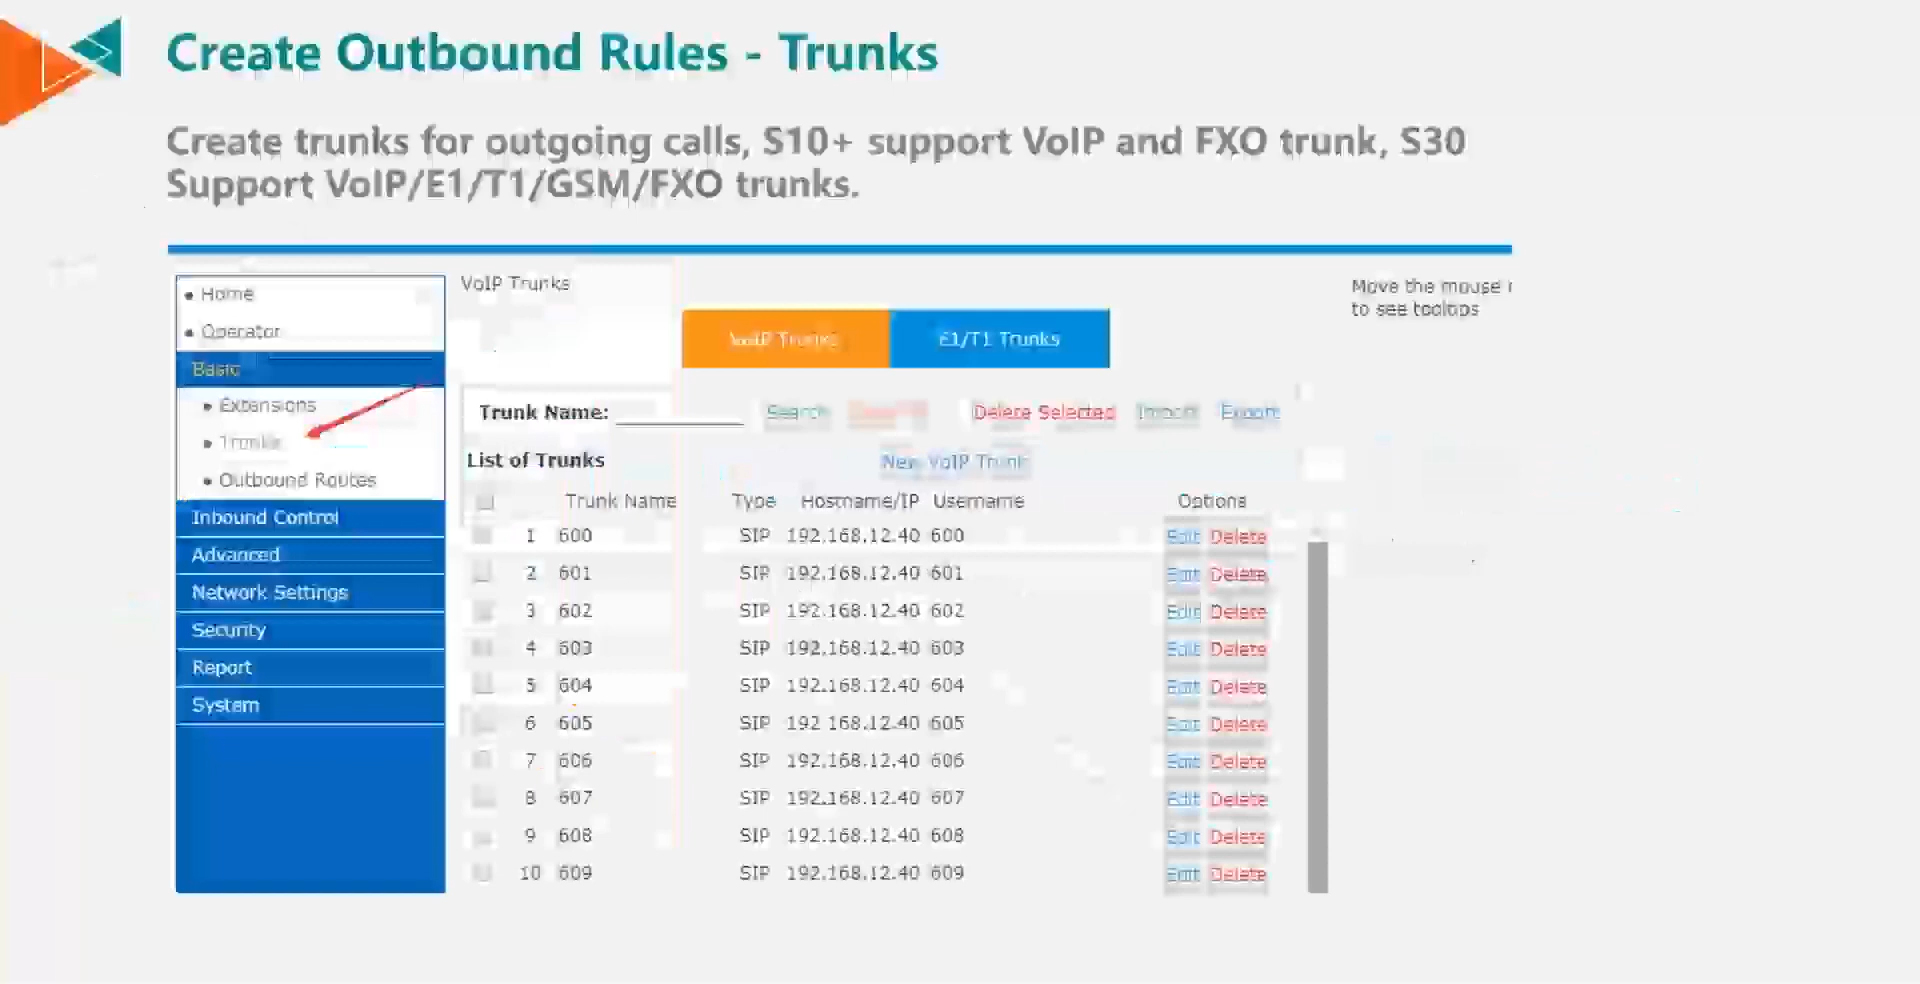 Create Outbound Rules - Trunks
Create trunks for outgoing calls, S10+ support VoIP and FXO trunk, S30
Support VoIP/E1/T1/GSM/FXO trunks.
Home
Operator
Basic
Extensions
Trunks
Outbound Routes
Inbound Control
Advanced
Network Settings
Security
Report
System
VoIP Trunks
Move the mouse
to see tooltips
VoIP Trunks E1/T1 Trunks
Trunk Name: Search Delete Selected Import Export
List of Trunks New VoIP Trunk
Trunk Name Type Hostname/IP Username Options
1 600 SIP 192.168.12.40 600 Edit Delete
2 601 SIP 192.168.12.40 601 Edit Delete
3 602 SIP 192.168.12.40 602 Edit Delete
4 603 SIP 192.168.12.40 603 Edit Delete
5 604 SIP 192.168.12.40 604 Edit Delete
6 605 SIP 192.168.12.40 605 Edit Delete
7 606 SIP 192.168.12.40 606 Edit Delete
8 607 SIP 192.168.12.40 607 Edit Delete
9 608 SIP 192.168.12.40 608 Edit Delete
10 609 SIP 192.168.12.40 609 Edit Delete